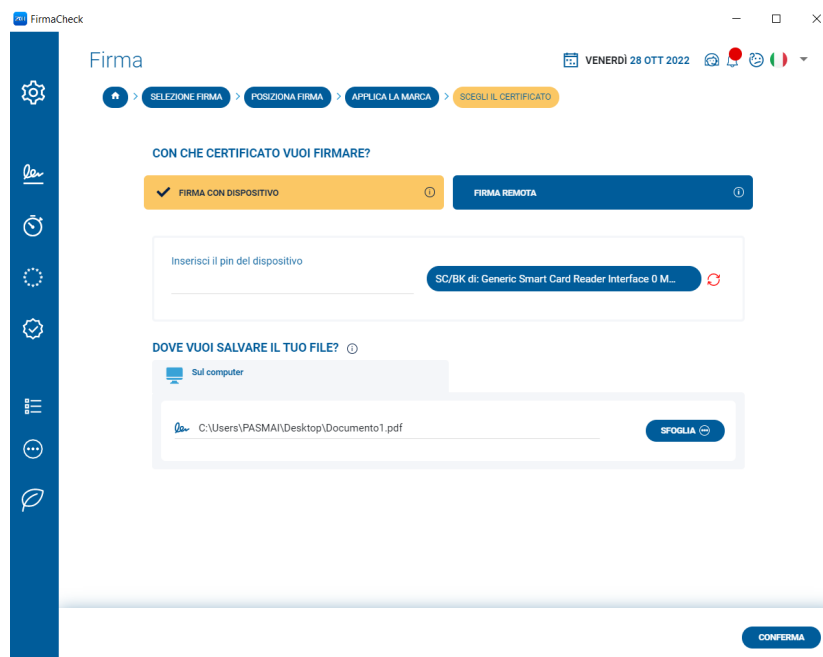 FirmaCheck
Firma
VENERDÌ 28 OTT 2022
SELEZIONE FIRMA > POSIZIONA FIRMA > APPLICA LA MARCA > SCEGLI IL CERTIFICATO
CON CHE CERTIFICATO VUOI FIRMARE?
FIRMA CON DISPOSITIVO
FIRMA REMOTA
Inserisci il pin del dispositivo
SC/BK di: Generic Smart Card Reader Interface 0 M...
DOVE VUOI SALVARE IL TUO FILE?
Sul computer
C:\Users\PASMAI\Desktop\Documento1.pdf
SFOGLIA
CONFERMA